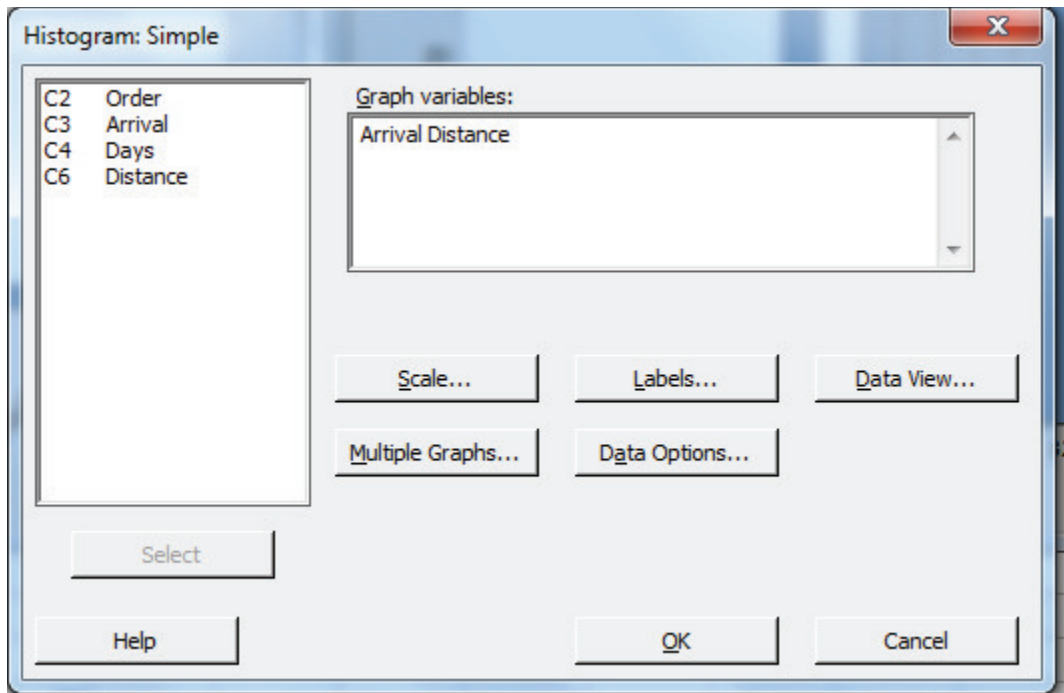 Histogram: Simple
C2 Order
C3 Arrival
C4 Days
C6 Distance
Graph variables:
Arrival Distance
Scale...
Labels...
Data View...
Multiple Graphs...
Data Options...
Select
Help
OK
Cancel